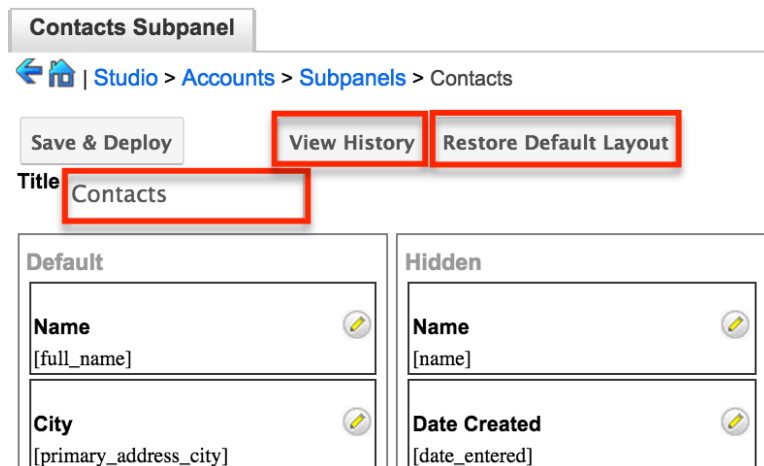 Contacts Subpanel
| Studio > Accounts > Subpanels > Contacts
Save & Deploy View History Restore Default Layout
Title Contacts
Default Hidden
Name Name
[full_name] [name]
City Date Created
[primary_address_city] [date_entered]